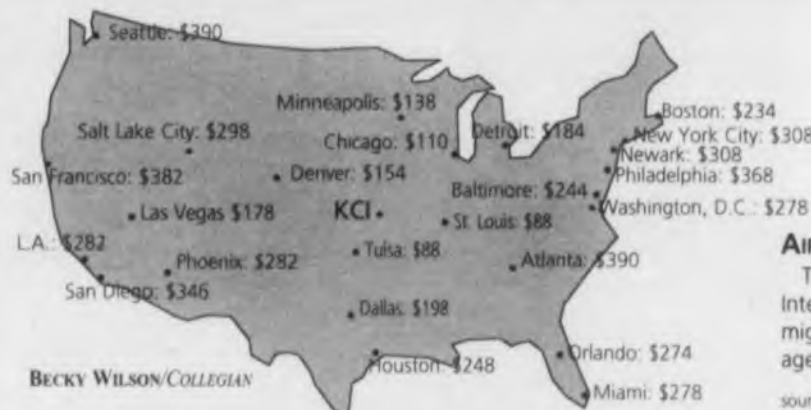 Seattle: $390
Minneapolis: $138
Boston: $234
Salt Lake City: $298
Chicago: $110
Detroit: $184
New York City: $308
Newark: $308
San Francisco: $382
Denver: $154
Philadelphia: $368
Baltimore: $244
Las Vegas $178
KCI
St. Louis: $88
Washington, D.C.: $278
L.A.: $282
Phoenix: $282
Tulsa: $88
Atlanta: $390
San Diego: $346
Dallas: $198
Houston: $248
Orlando: $274
Miami: $278
BECKY WILSON/COLLEGIAN